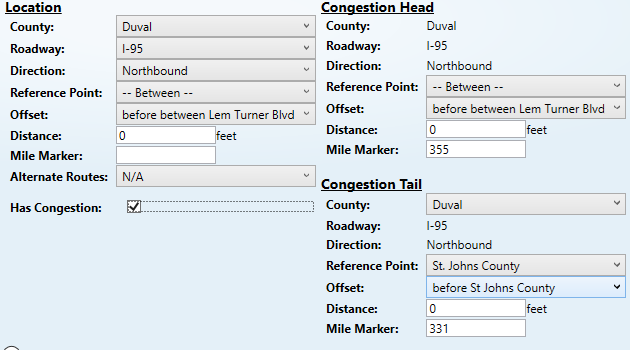 Location
County: Duval
Roadway: I-95
Direction: Northbound
Reference Point: -- Between --
Offset: before between Lem Turner Blvd
Distance: 0 feet
Mile Marker:
Alternate Routes: N/A
Has Congestion:
Congestion Head
County: Duval
Roadway: I-95
Direction: Northbound
Reference Point: -- Between --
Offset: before between Lem Turner Blvd
Distance: 0 feet
Mile Marker: 355
Congestion Tail
County: Duval
Roadway: I-95
Direction: Northbound
Reference Point: St. Johns County
Offset: before St Johns County
Distance: 0 feet
Mile Marker: 331